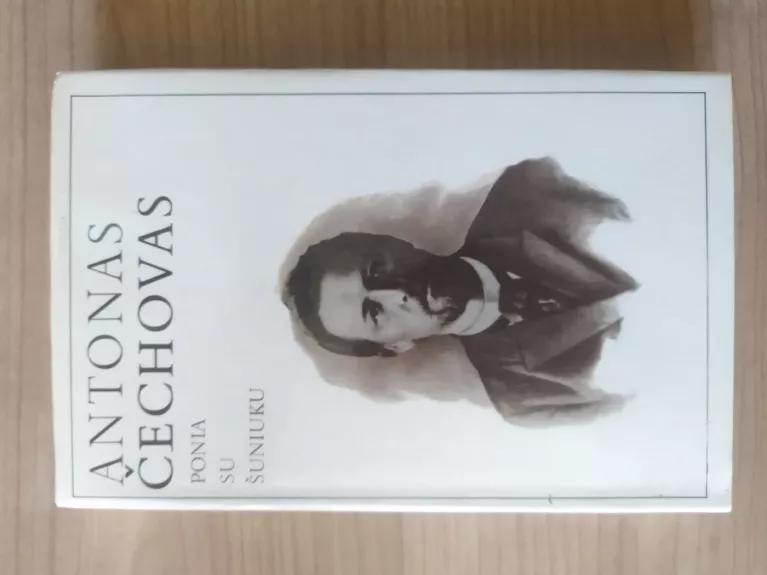 ANTONAS
ČECHOVAS
PONIA
SU
ŠUNIUKU